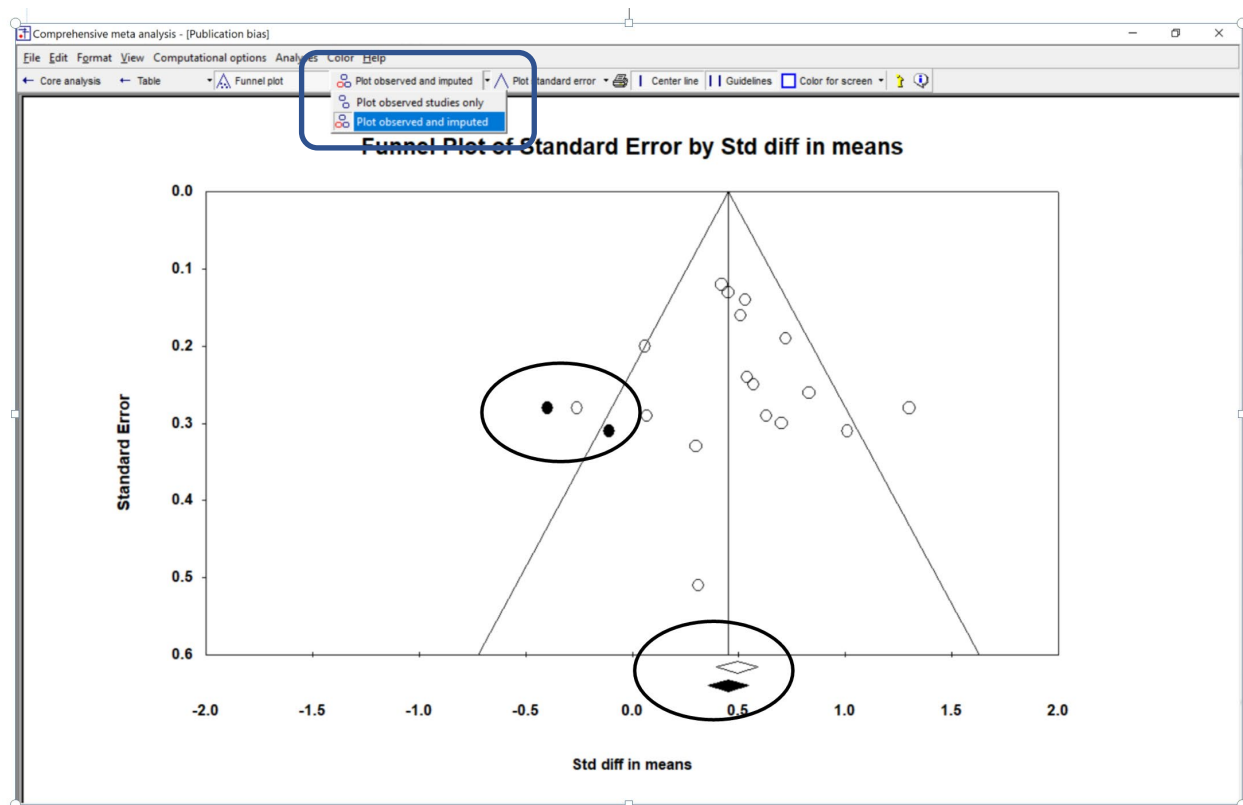 Comprehensive meta analysis - [Publication bias]
File Edit Format View Computational options Analyses Color Help
Core analysis Table Funnel plot Plot observed and imputed Plot standard error Center line Guidelines Color for screen
Plot observed studies only
Plot observed and imputed
Funnel Plot of Standard Error by Std diff in means
0.0
0.1
0.2
0.3
0.4
0.5
0.6
Standard Error
-2.0 -1.5 -1.0 -0.5 0.0 0.5 1.0 1.5 2.0
Std diff in means